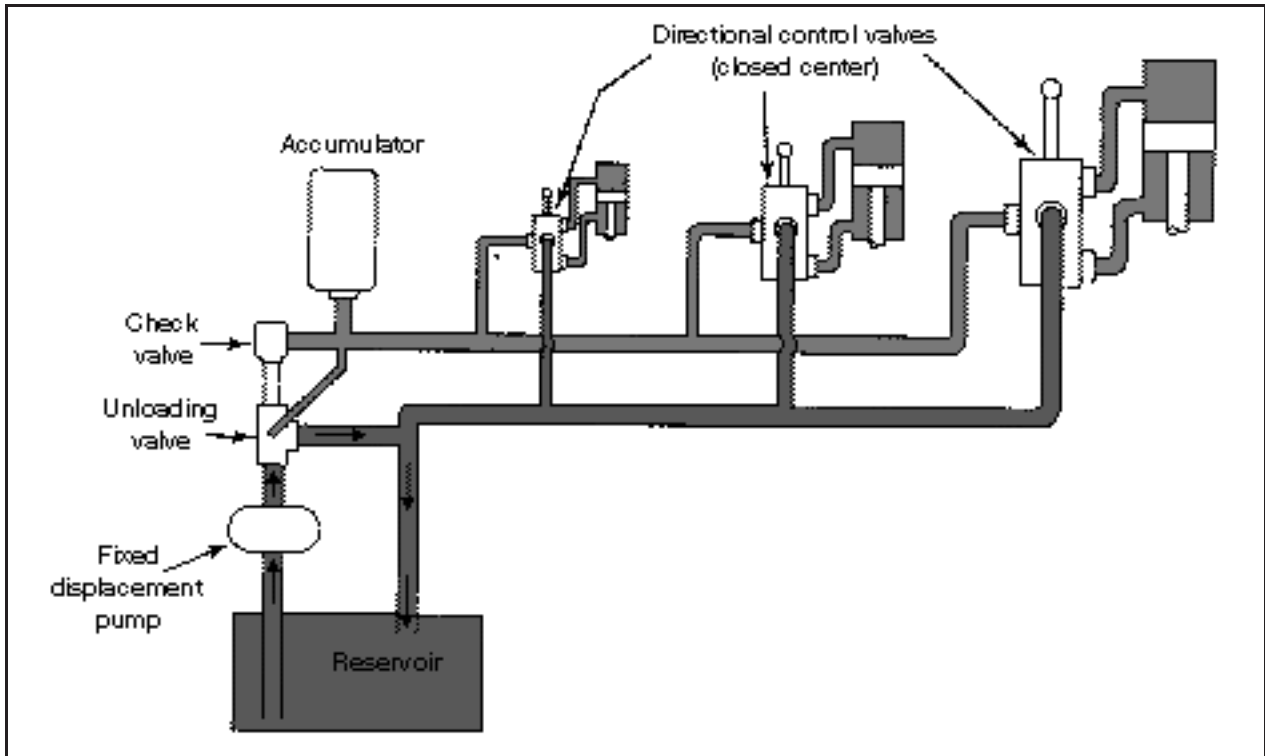 Directional control valves
(closed center)
Accumulator
Check
valve
Unloading
valve
Fixed
displacement
pump
Reservoir